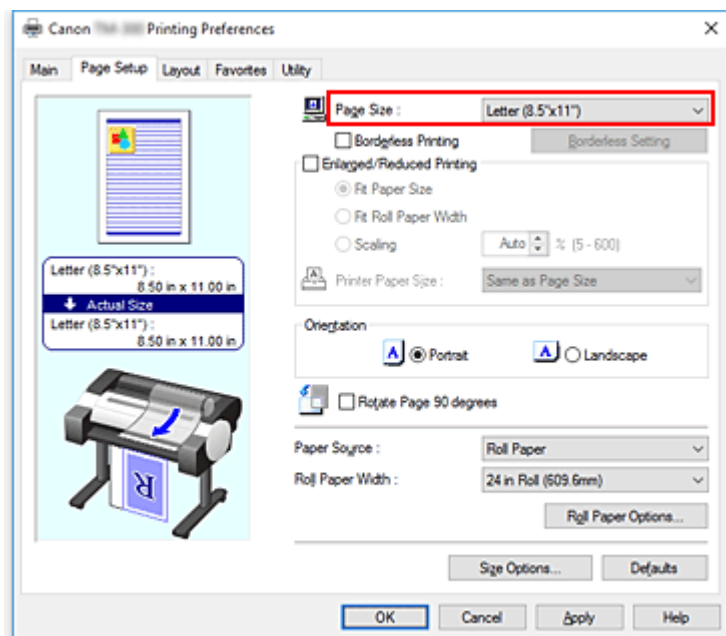 Canon Printing Preferences
Main Page Setup Layout Favorites Utility
Page Size : Letter (8.5"x11")
Borderless Printing Borderless Setting
Enlarged/Reduced Printing
Fit Paper Size
Fit Roll Paper Width
Scaling Auto % (5 - 600)
Printer Paper Size : Same as Page Size
Letter (8.5"x11") :
8.50 in x 11.00 in
Actual Size
Letter (8.5"x11") :
8.50 in x 11.00 in
Orientation
A Portrait A Landscape
Rotate Page 90 degrees
Paper Source : Roll Paper
Roll Paper Width : 24 in Roll (609.6mm)
Roll Paper Options...
R
Size Options... Defaults
OK Cancel Apply Help